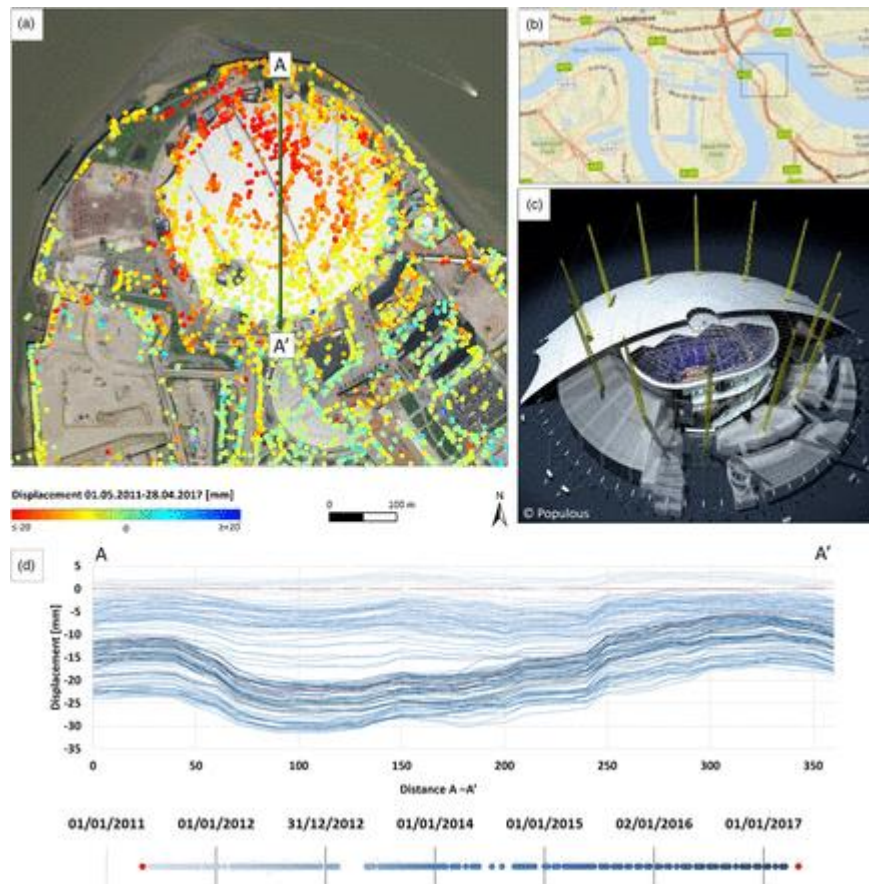 (a)
A
A'
Displacement 01.05.2011-28.04.2017 [mm]
≤-20
0
≥+20
0
100 m
N
(b)
(c)
© Populous
(d)
A
A'
Displacement [mm]
5
0
-5
-10
-15
-20
-25
-30
-35
0
50
100
150
200
250
300
350
Distance A –A'
01/01/2011
01/01/2012
31/12/2012
01/01/2014
01/01/2015
02/01/2016
01/01/2017